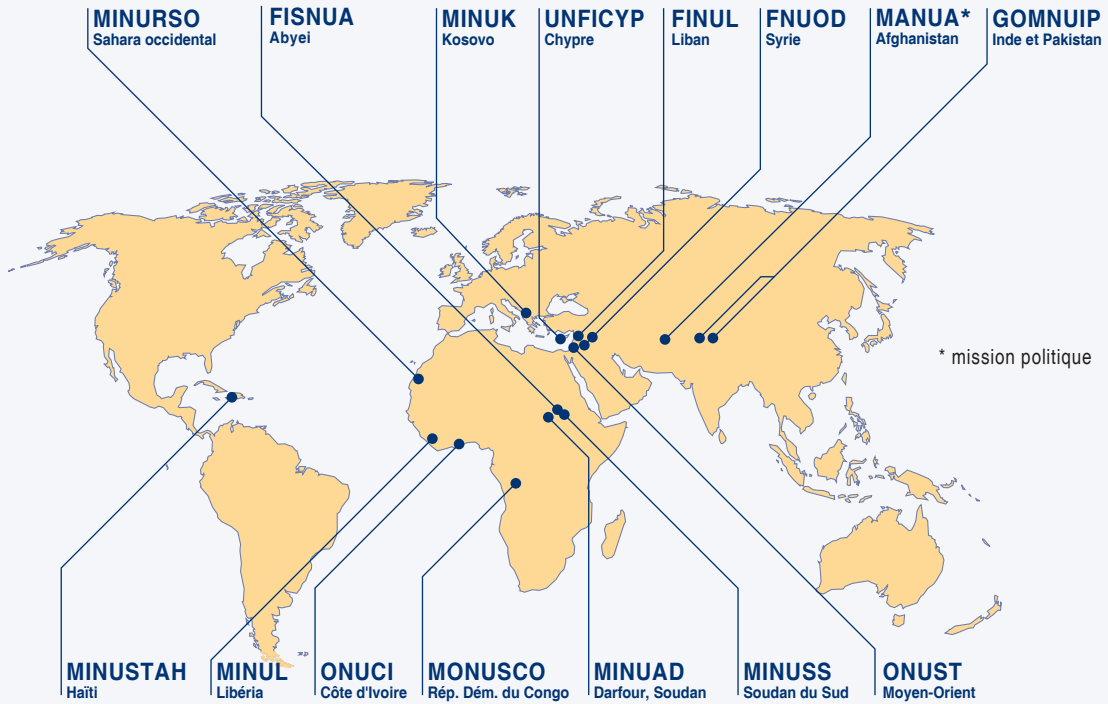 MINURSO
Sahara occidental
FISNUA
Abyei
MINUK
Kosovo
UNFICYP
Chypre
FINUL
Liban
FNUOD
Syrie
MANUA*
Afghanistan
GOMNUIP
Inde et Pakistan
* mission politique
MINUSTAH
Haïti
MINUL
Libéria
ONUCI
Côte d'Ivoire
MONUSCO
Rép. Dém. du Congo
MINUAD
Darfour, Soudan
MINUSS
Soudan du Sud
ONUST
Moyen-Orient